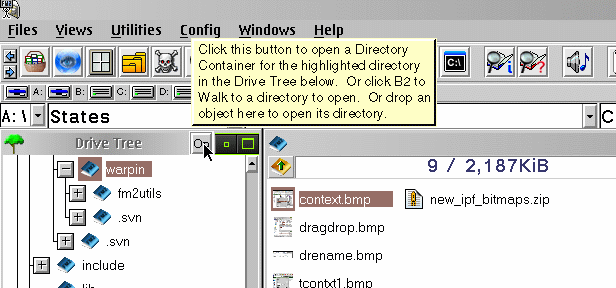 Files Views Utilities Config Windows Help
Click this button to open a Directory
Container for the highlighted directory
in the Drive Tree below. Or click B2 to
Walk to a directory to open. Or drop an
object here to open its directory.
C:\
A: C: D: E: F: G:
A:\ States C
Drive Tree
warpin
9 / 2,187KiB
fm2utils
context.bmp new_ipf_bitmaps.zip
.svn
dragdrop.bmp
.svn
drename.bmp
include
tcontxt1.bmp